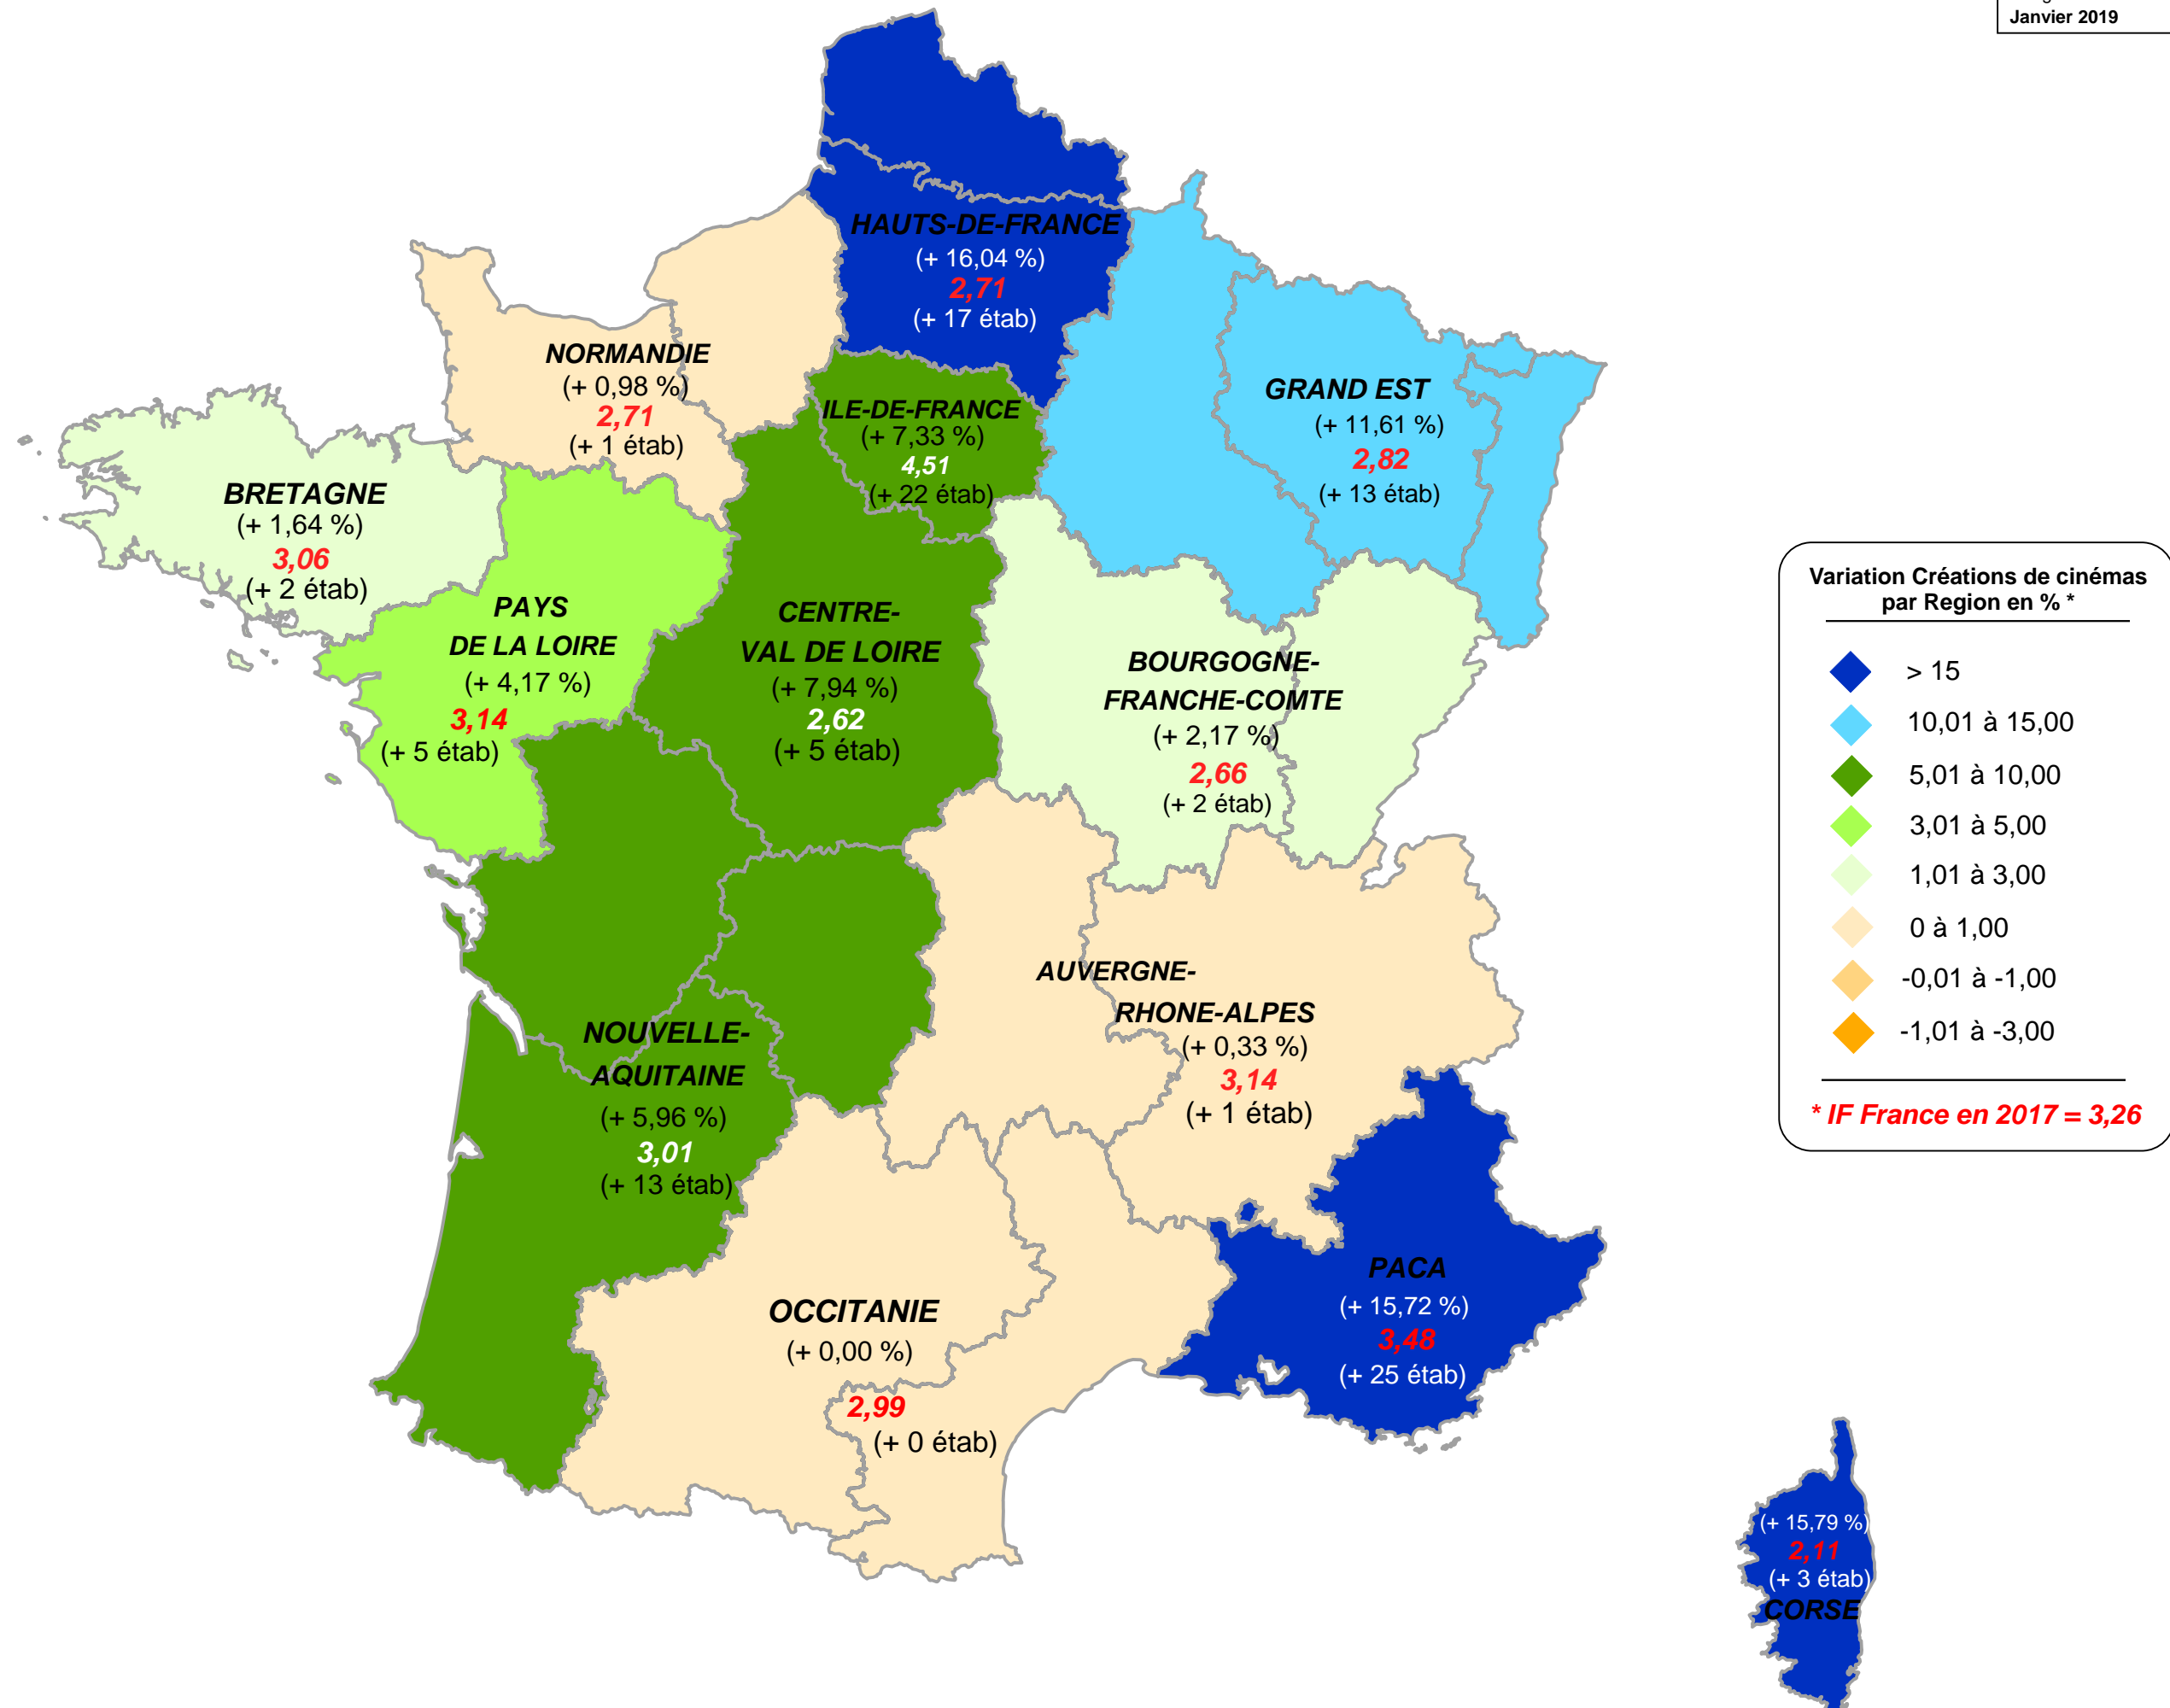 Janvier 2019
HAUTS-DE-FRANCE
(+ 16,04 %)
2,71
(+ 17 étab)
NORMANDIE
(+ 0,98 %)
2,71
(+ 1 étab)
ILE-DE-FRANCE
(+ 7,33 %)
4,51
(+ 22 étab)
GRAND EST
(+ 11,61 %)
2,82
(+ 13 étab)
BRETAGNE
(+ 1,64 %)
3,06
(+ 2 étab)
PAYS
DE LA LOIRE
(+ 4,17 %)
3,14
(+ 5 étab)
CENTRE-
VAL DE LOIRE
(+ 7,94 %)
2,62
(+ 5 étab)
BOURGOGNE-
FRANCHE-COMTE
(+ 2,17 %)
2,66
(+ 2 étab)
Variation Créations de cinémas
par Region en % *
> 15
10,01 à 15,00
5,01 à 10,00
3,01 à 5,00
1,01 à 3,00
0 à 1,00
-0,01 à -1,00
-1,01 à -3,00
* IF France en 2017 = 3,26
AUVERGNE-
RHONE-ALPES
(+ 0,33 %)
3,14
(+ 1 étab)
NOUVELLE-
AQUITAINE
(+ 5,96 %)
3,01
(+ 13 étab)
OCCITANIE
(+ 0,00 %)
2,99
(+ 0 étab)
PACA
(+ 15,72 %)
3,48
(+ 25 étab)
(+ 15,79 %)
2,11
(+ 3 étab)
CORSE